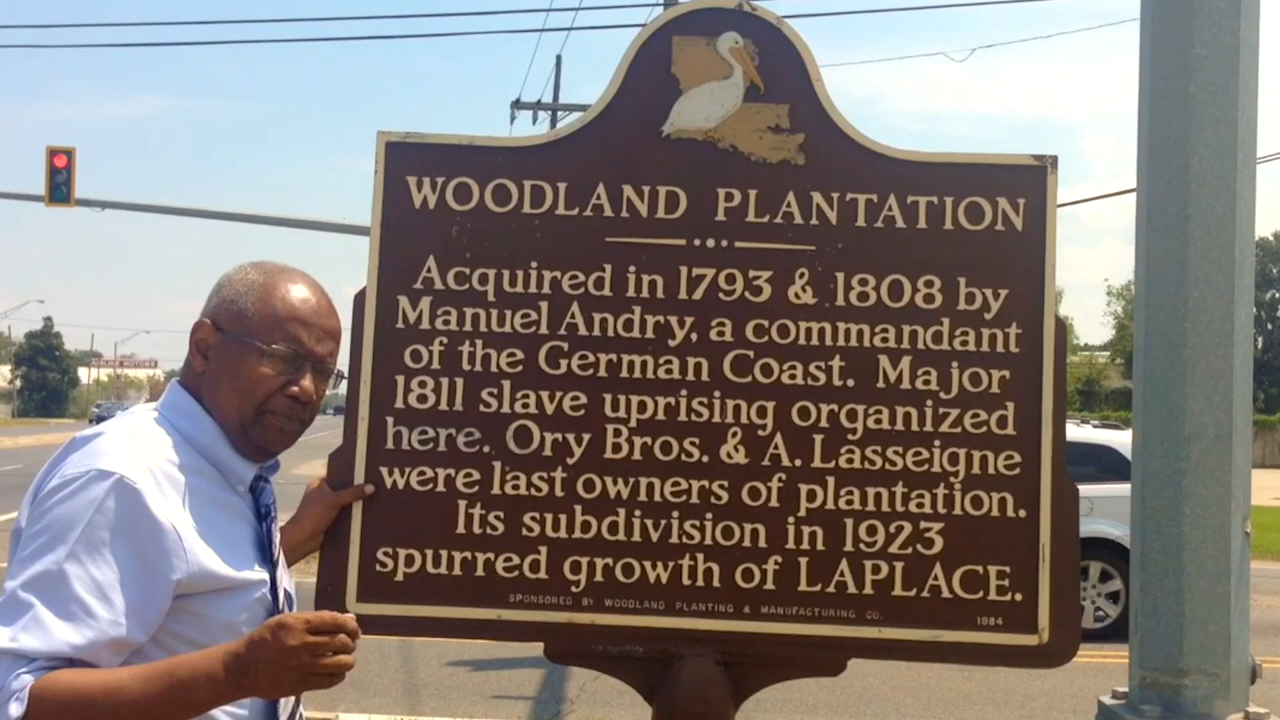 WOODLAND PLANTATION
Acquired in 1793 & 1808 by
Manuel Andry, a commandant
of the German Coast. Major
1811 slave uprising organized
here. Ory Bros. & A. Lasseigne
were last owners of plantation.
Its subdivision in 1923
spurred growth of LAPLACE.
SPONSORED BY WOODLAND PLANTING & MANUFACTURING CO.
1984